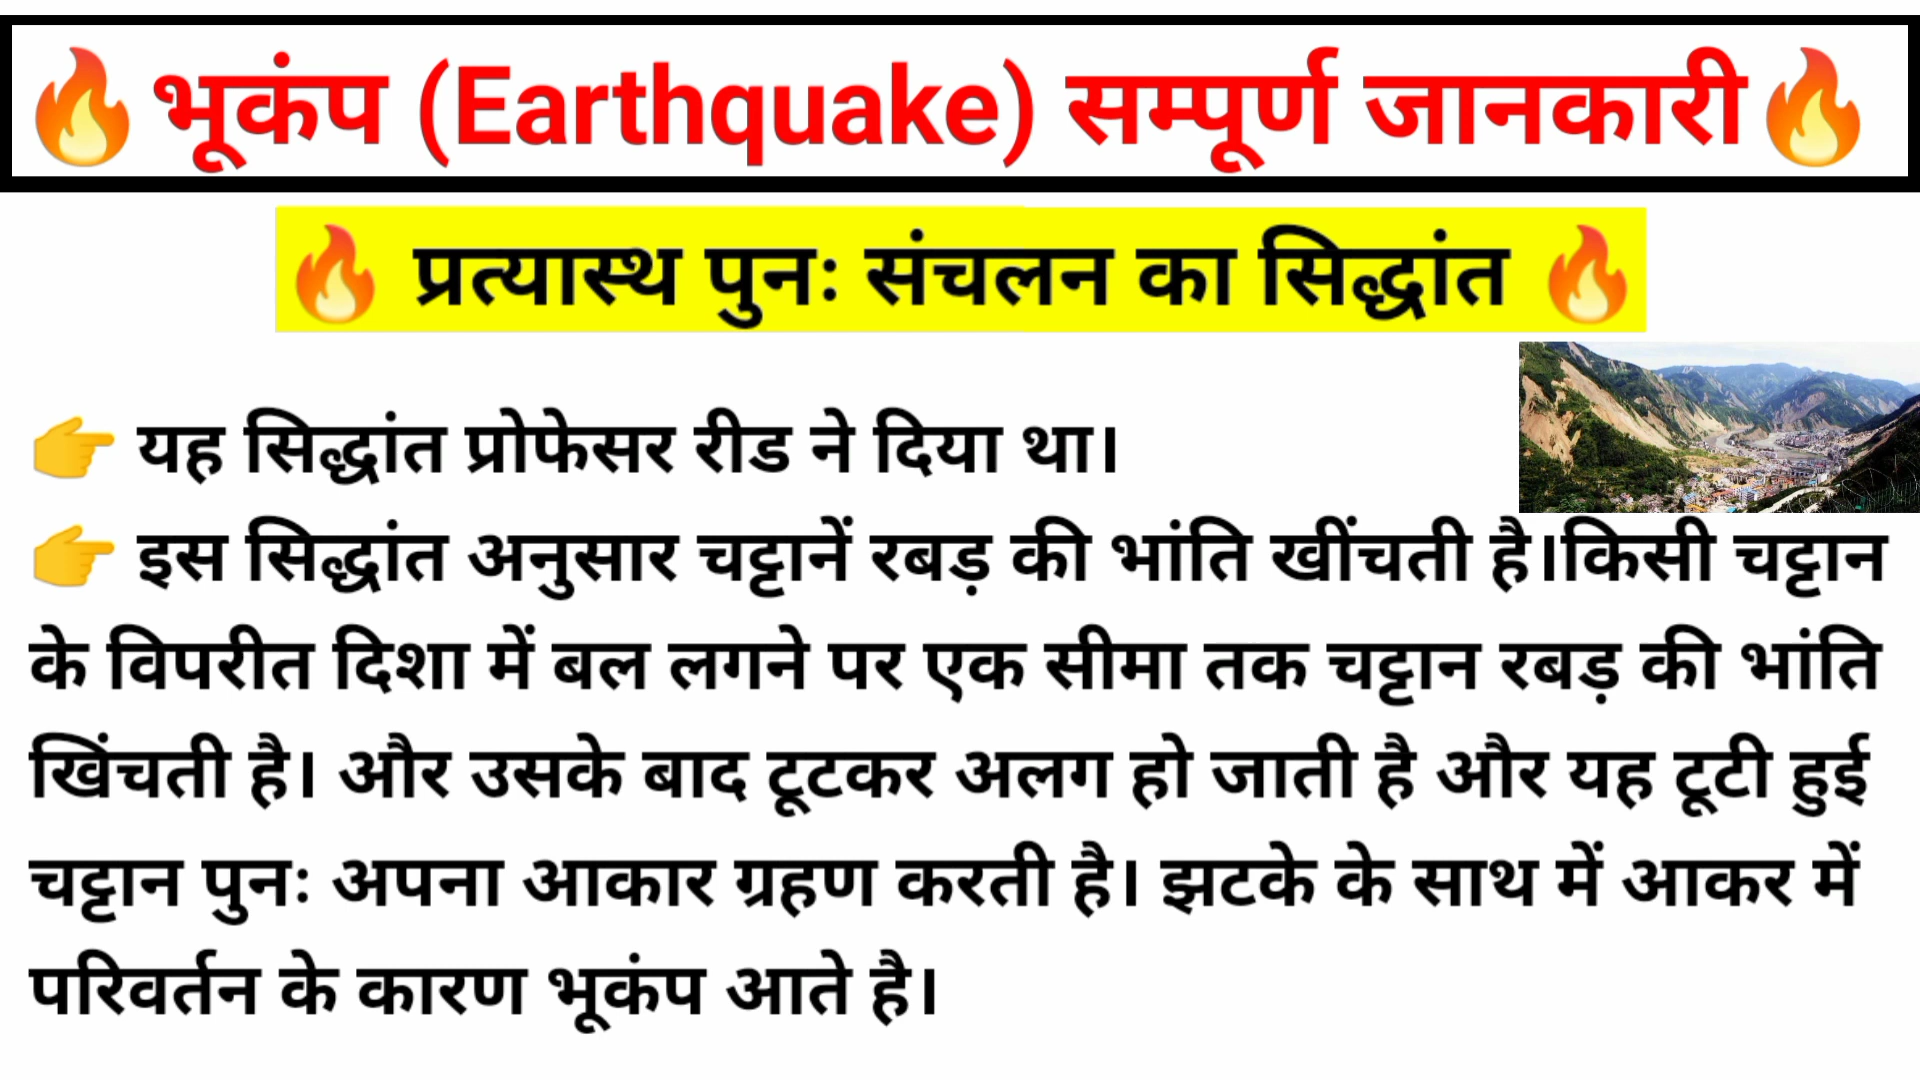 🔥भूकंप (Earthquake) सम्पूर्ण जानकारी🔥
🔥 प्रत्यास्थ पुनः संचलन का सिद्धांत 🔥
👉 यह सिद्धांत प्रोफेसर रीड ने दिया था।
👉 इस सिद्धांत अनुसार चट्टानें रबड़ की भांति खींचती है।किसी चट्टान
के विपरीत दिशा में बल लगने पर एक सीमा तक चट्टान रबड़ की भांति
खिंचती है। और उसके बाद टूटकर अलग हो जाती है और यह टूटी हुई
चट्टान पुनः अपना आकार ग्रहण करती है। झटके के साथ में आकर में
परिवर्तन के कारण भूकंप आते है।